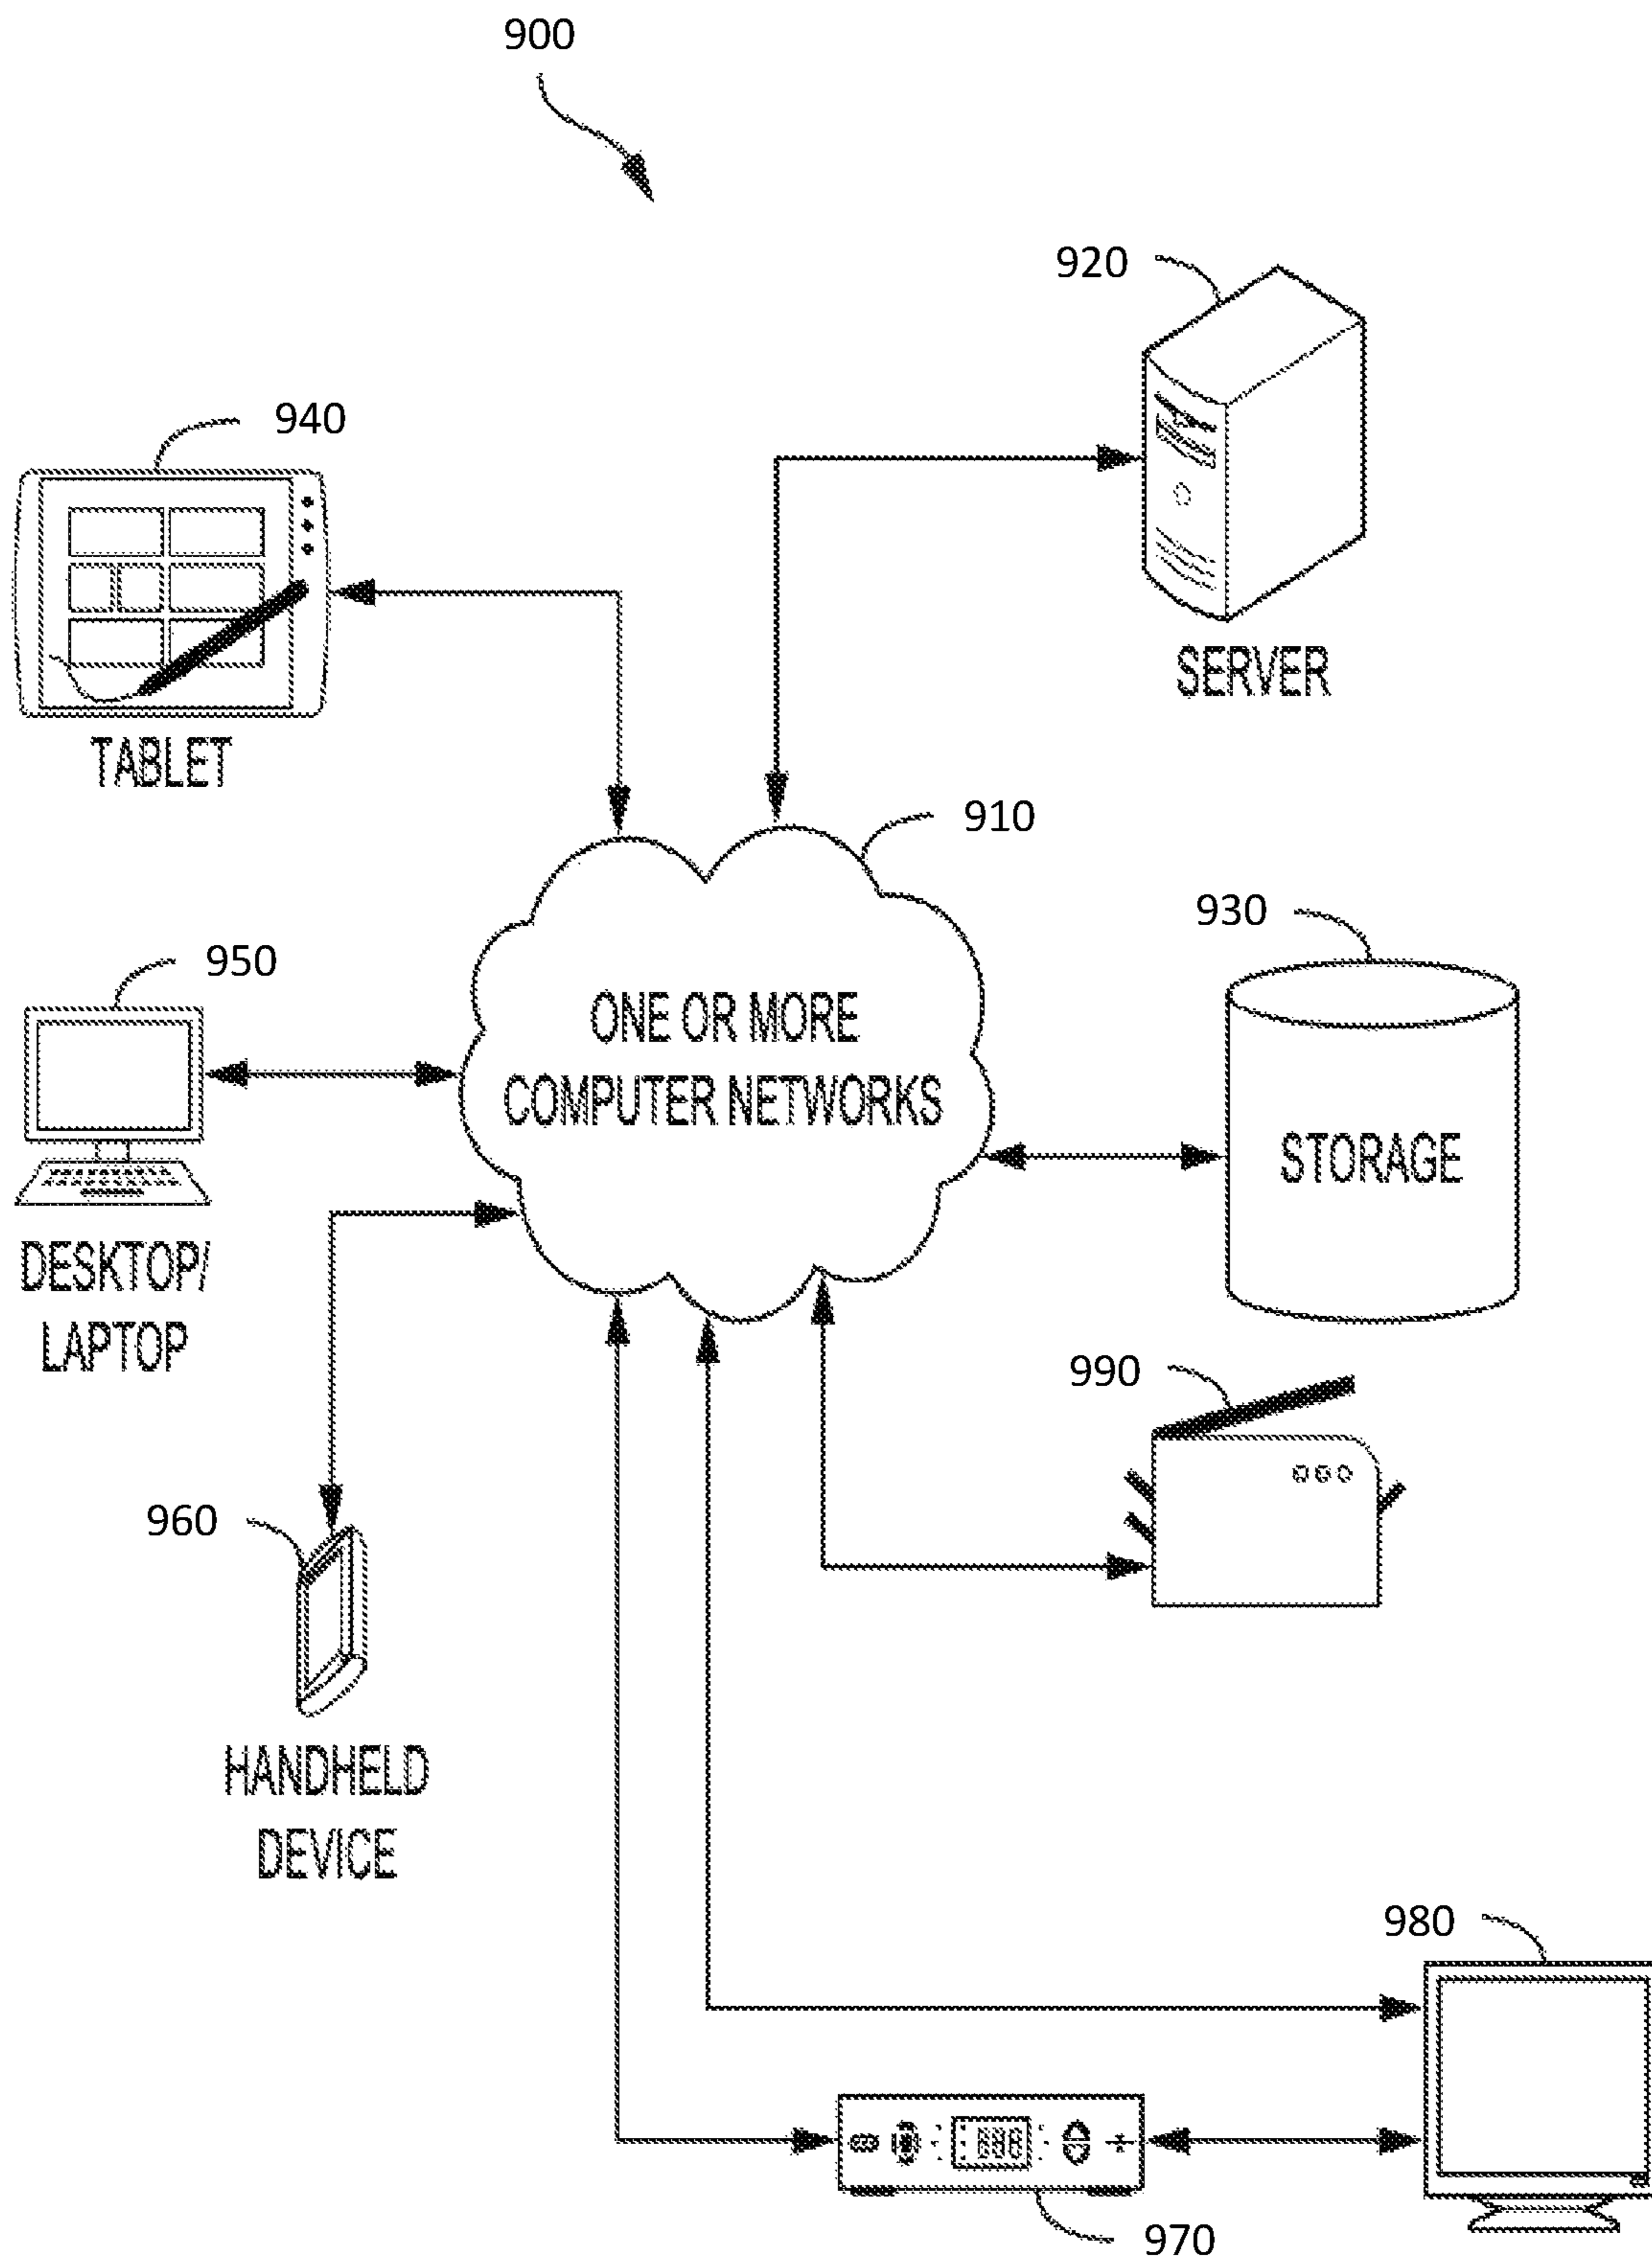 900
920
940
SERVER
TABLET
910
930
950
ONE OR MORE
COMPUTER NETWORKS
STORAGE
DESKTOP/
LAPTOP
990
960
HANDHELD
DEVICE
980
970